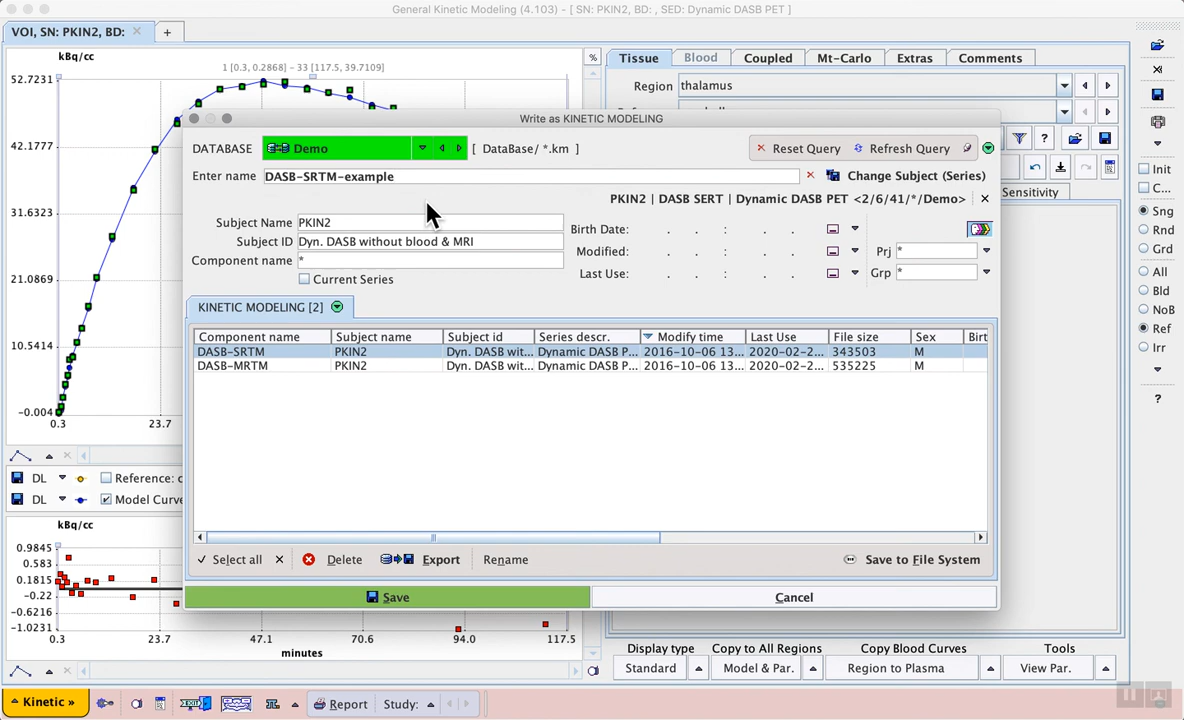 General Kinetic Modeling (4.103) - [ SN: PKIN2, BD: , SED: Dynamic DASB PET ]
VOI, SN: PKIN2, BD: × +
kBq/cc
1 [0.3, 0.2868] - 33 [117.5, 39.7109]
%
52.7231
42.1777
31.6323
21.0889
10.5414
-0.004
0.3 23.7
DL Reference: c
DL Model Curve
kBq/cc
0.9845
0.583
0.1815
-0.22
-0.6216
-1.0231
0.3 23.7 47.1 70.6 94.0 117.5
minutes
Tissue Blood Coupled Mt-Carlo Extras Comments
Region thalamus
Sensitivity
Write as KINETIC MODELING
DATABASE Demo [ DataBase/ *.km ] Reset Query Refresh Query
Enter name DASB-SRTM-example Change Subject (Series)
PKIN2 | DASB SERT | Dynamic DASB PET <2/6/41/*/Demo> ×
Subject Name PKIN2
Subject ID Dyn. DASB without blood & MRI
Component name *
Current Series
Birth Date: . . : . .
Modified: . . : . . Prj *
Last Use: . . : . . Grp *
KINETIC MODELING [2]
Component name Subject name Subject id Series descr. Modify time Last Use File size Sex Birt
DASB-SRTM PKIN2 Dyn. DASB wit... Dynamic DASB P... 2016-10-06 13... 2020-02-2... 343503 M
DASB-MRTM PKIN2 Dyn. DASB wit... Dynamic DASB P... 2016-10-06 13... 2020-02-2... 535225 M
Select all Delete Export Rename Save to File System
Save Cancel
Init
C...
Sng
Rnd
Grd
All
Bld
NoB
Ref
Irr
?
Display type Copy to All Regions Copy Blood Curves Tools
Standard Model & Par. Region to Plasma View Par.
Kinetic » Report Study: